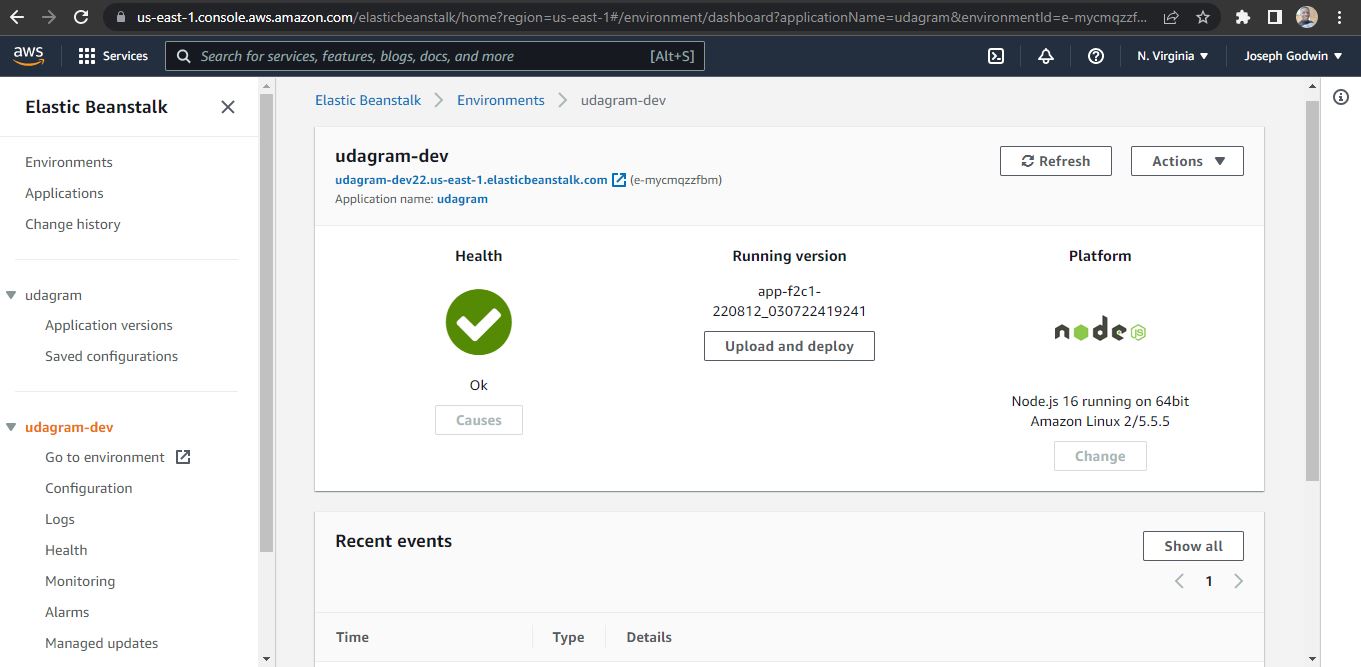 us-east-1.console.aws.amazon.com/elasticbeanstalk/home?region=us-east-1#/environment/dashboard?applicationName=udagram&environmentId=e-mycmqzzf...
aws
Services
Search for services, features, blogs, docs, and more
[Alt+S]
N. Virginia
Joseph Godwin
Elastic Beanstalk
Environments
Applications
Change history
udagram
Application versions
Saved configurations
udagram-dev
Go to environment
Configuration
Logs
Health
Monitoring
Alarms
Managed updates
Elastic Beanstalk
Environments
udagram-dev
udagram-dev
udagram-dev22.us-east-1.elasticbeanstalk.com (e-mycmqzzfbm)
Application name: udagram
Refresh
Actions
Health
Ok
Causes
Running version
app-f2c1-
220812_030722419241
Upload and deploy
Platform
node
JS
Node.js 16 running on 64bit
Amazon Linux 2/5.5.5
Change
Recent events
Show all
1
Time
Type
Details